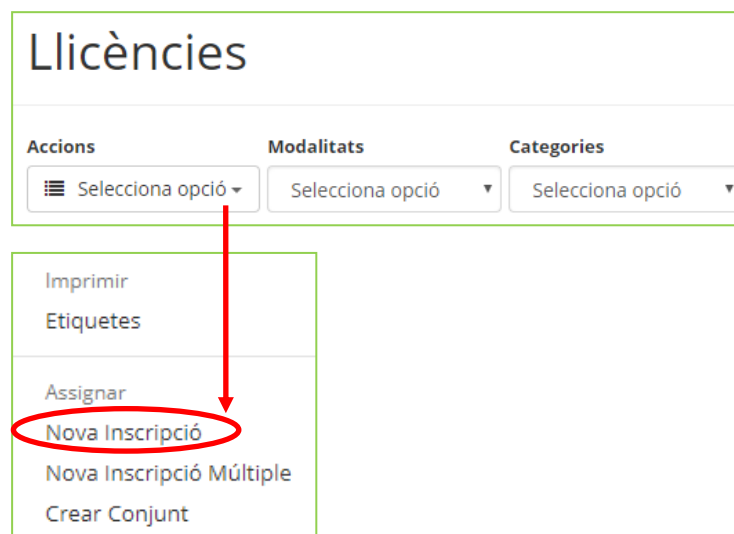 Llicències
Accions Modalitats Categories
Selecciona opció Selecciona opció Selecciona opció
Imprimir
Etiquetes
Assignar
Nova Inscripció
Nova Inscripció Múltiple
Crear Conjunt